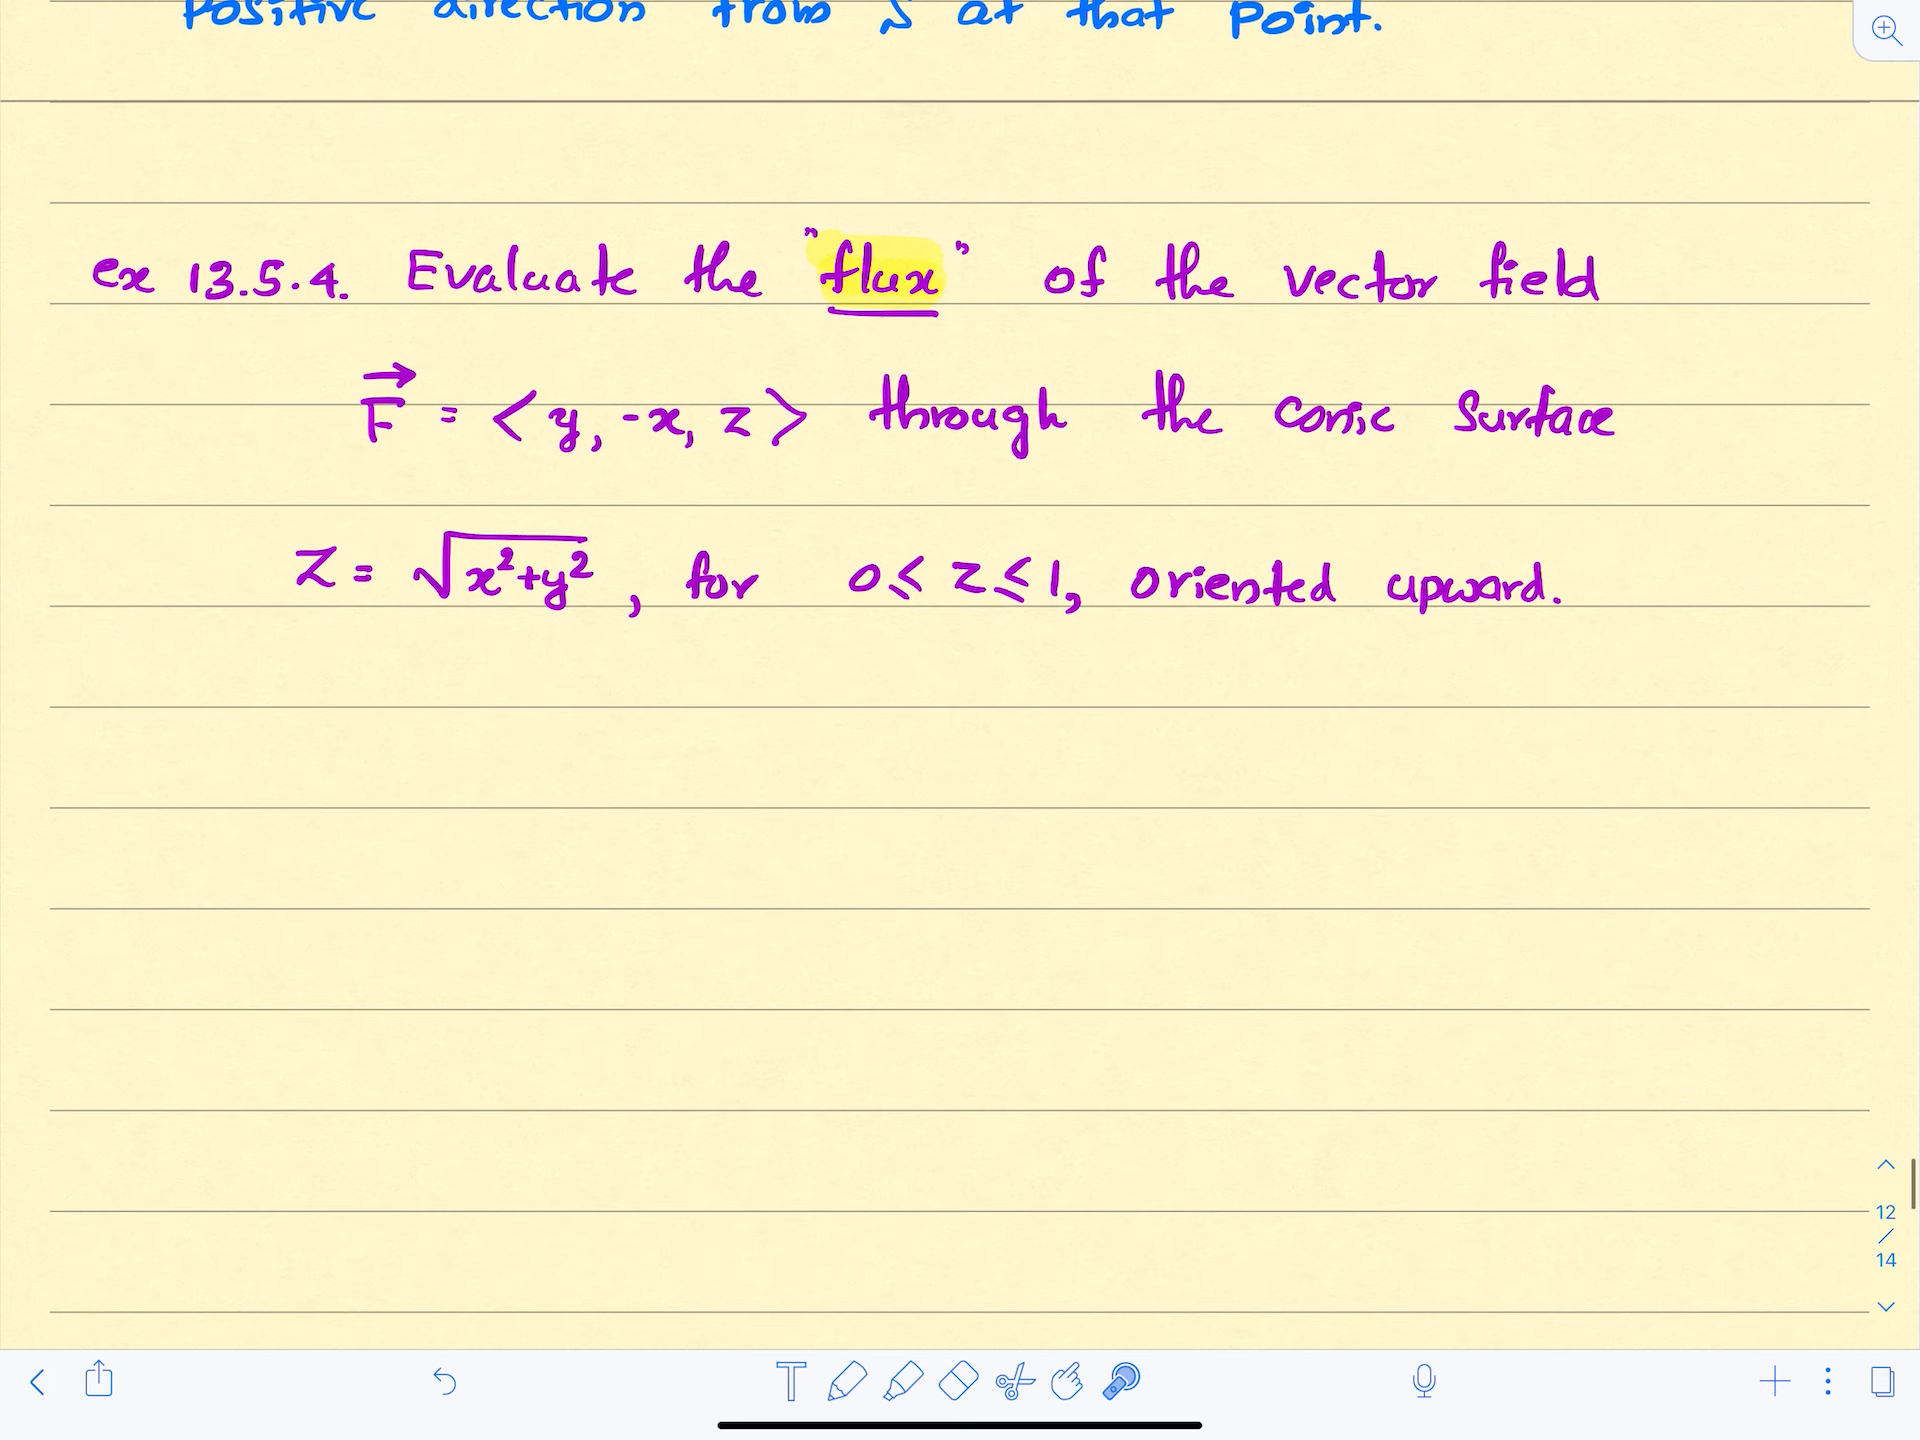 Positive direction from S at that point.
ex 13.5.4. Evaluate the "flux" of the vector field
F⃗ = <y, -x, z> through the conic surface
z = √x²+y², for 0 ≤ z ≤ 1, oriented upward.
12
/
14
T